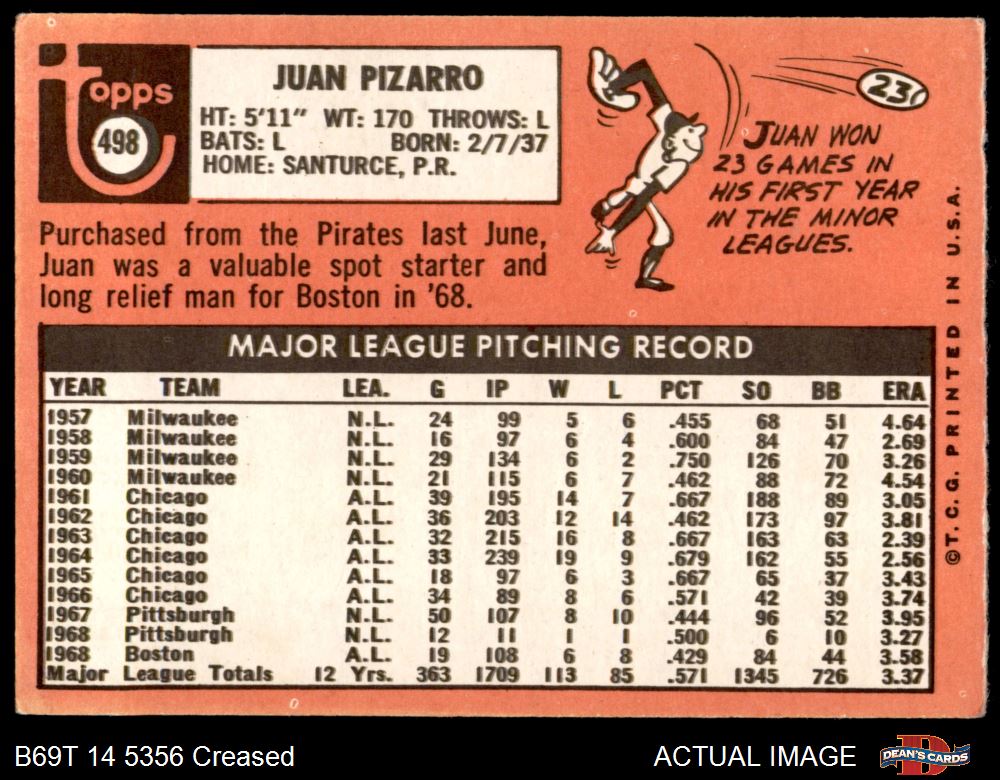 Topps
498
JUAN PIZARRO
HT: 5'11" WT: 170 THROWS: L
BATS: L BORN: 2/7/37
HOME: SANTURCE, P.R.
23
JUAN WON
23 GAMES IN
HIS FIRST YEAR
IN THE MINOR
LEAGUES.
Purchased from the Pirates last June,
Juan was a valuable spot starter and
long relief man for Boston in '68.
MAJOR LEAGUE PITCHING RECORD
YEAR TEAM LEA. G IP W L PCT SO BB ERA
1957 Milwaukee N.L. 24 99 5 6 .455 68 51 4.64
1958 Milwaukee N.L. 16 97 6 4 .600 84 47 2.69
1959 Milwaukee N.L. 29 134 6 2 .750 126 70 3.26
1960 Milwaukee N.L. 21 115 6 7 .462 88 72 4.54
1961 Chicago A.L. 39 195 14 7 .667 188 89 3.05
1962 Chicago A.L. 36 203 12 14 .462 173 97 3.81
1963 Chicago A.L. 32 215 16 8 .667 163 63 2.39
1964 Chicago A.L. 33 239 19 9 .679 162 55 2.56
1965 Chicago A.L. 18 97 6 3 .667 65 37 3.43
1966 Chicago A.L. 34 89 8 6 .571 42 39 3.74
1967 Pittsburgh N.L. 50 107 8 10 .444 96 52 3.95
1968 Pittsburgh N.L. 12 11 1 1 .500 6 10 3.27
1968 Boston A.L. 19 108 6 8 .429 84 44 3.58
Major League Totals 12 Yrs. 363 1709 113 85 .571 1345 726 3.37
©T.C.G. PRINTED IN U.S.A.
B69T 14 5356 Creased
ACTUAL IMAGE
DEAN'S CARDS